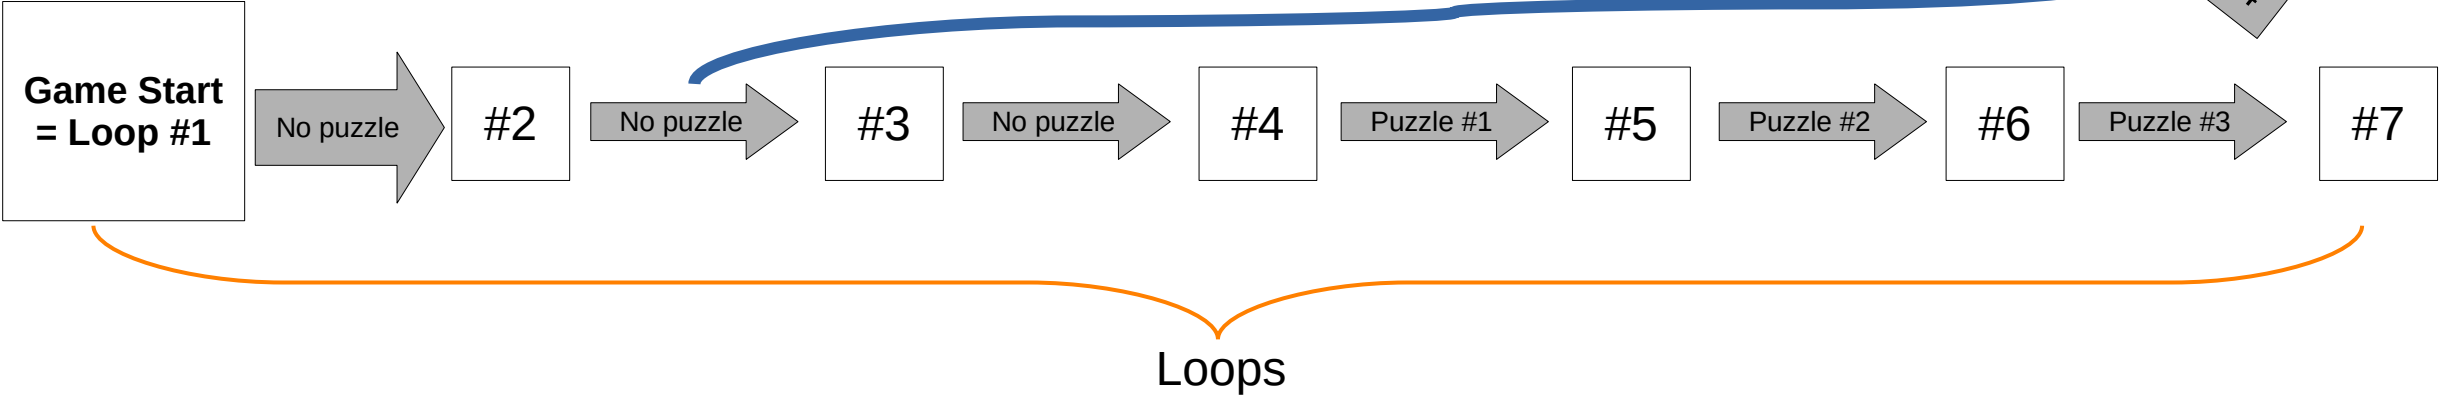 Game Start
= Loop #1
No puzzle
#2
No puzzle
#3
No puzzle
#4
Puzzle #1
#5
Puzzle #2
#6
Puzzle #3
#7
Loops